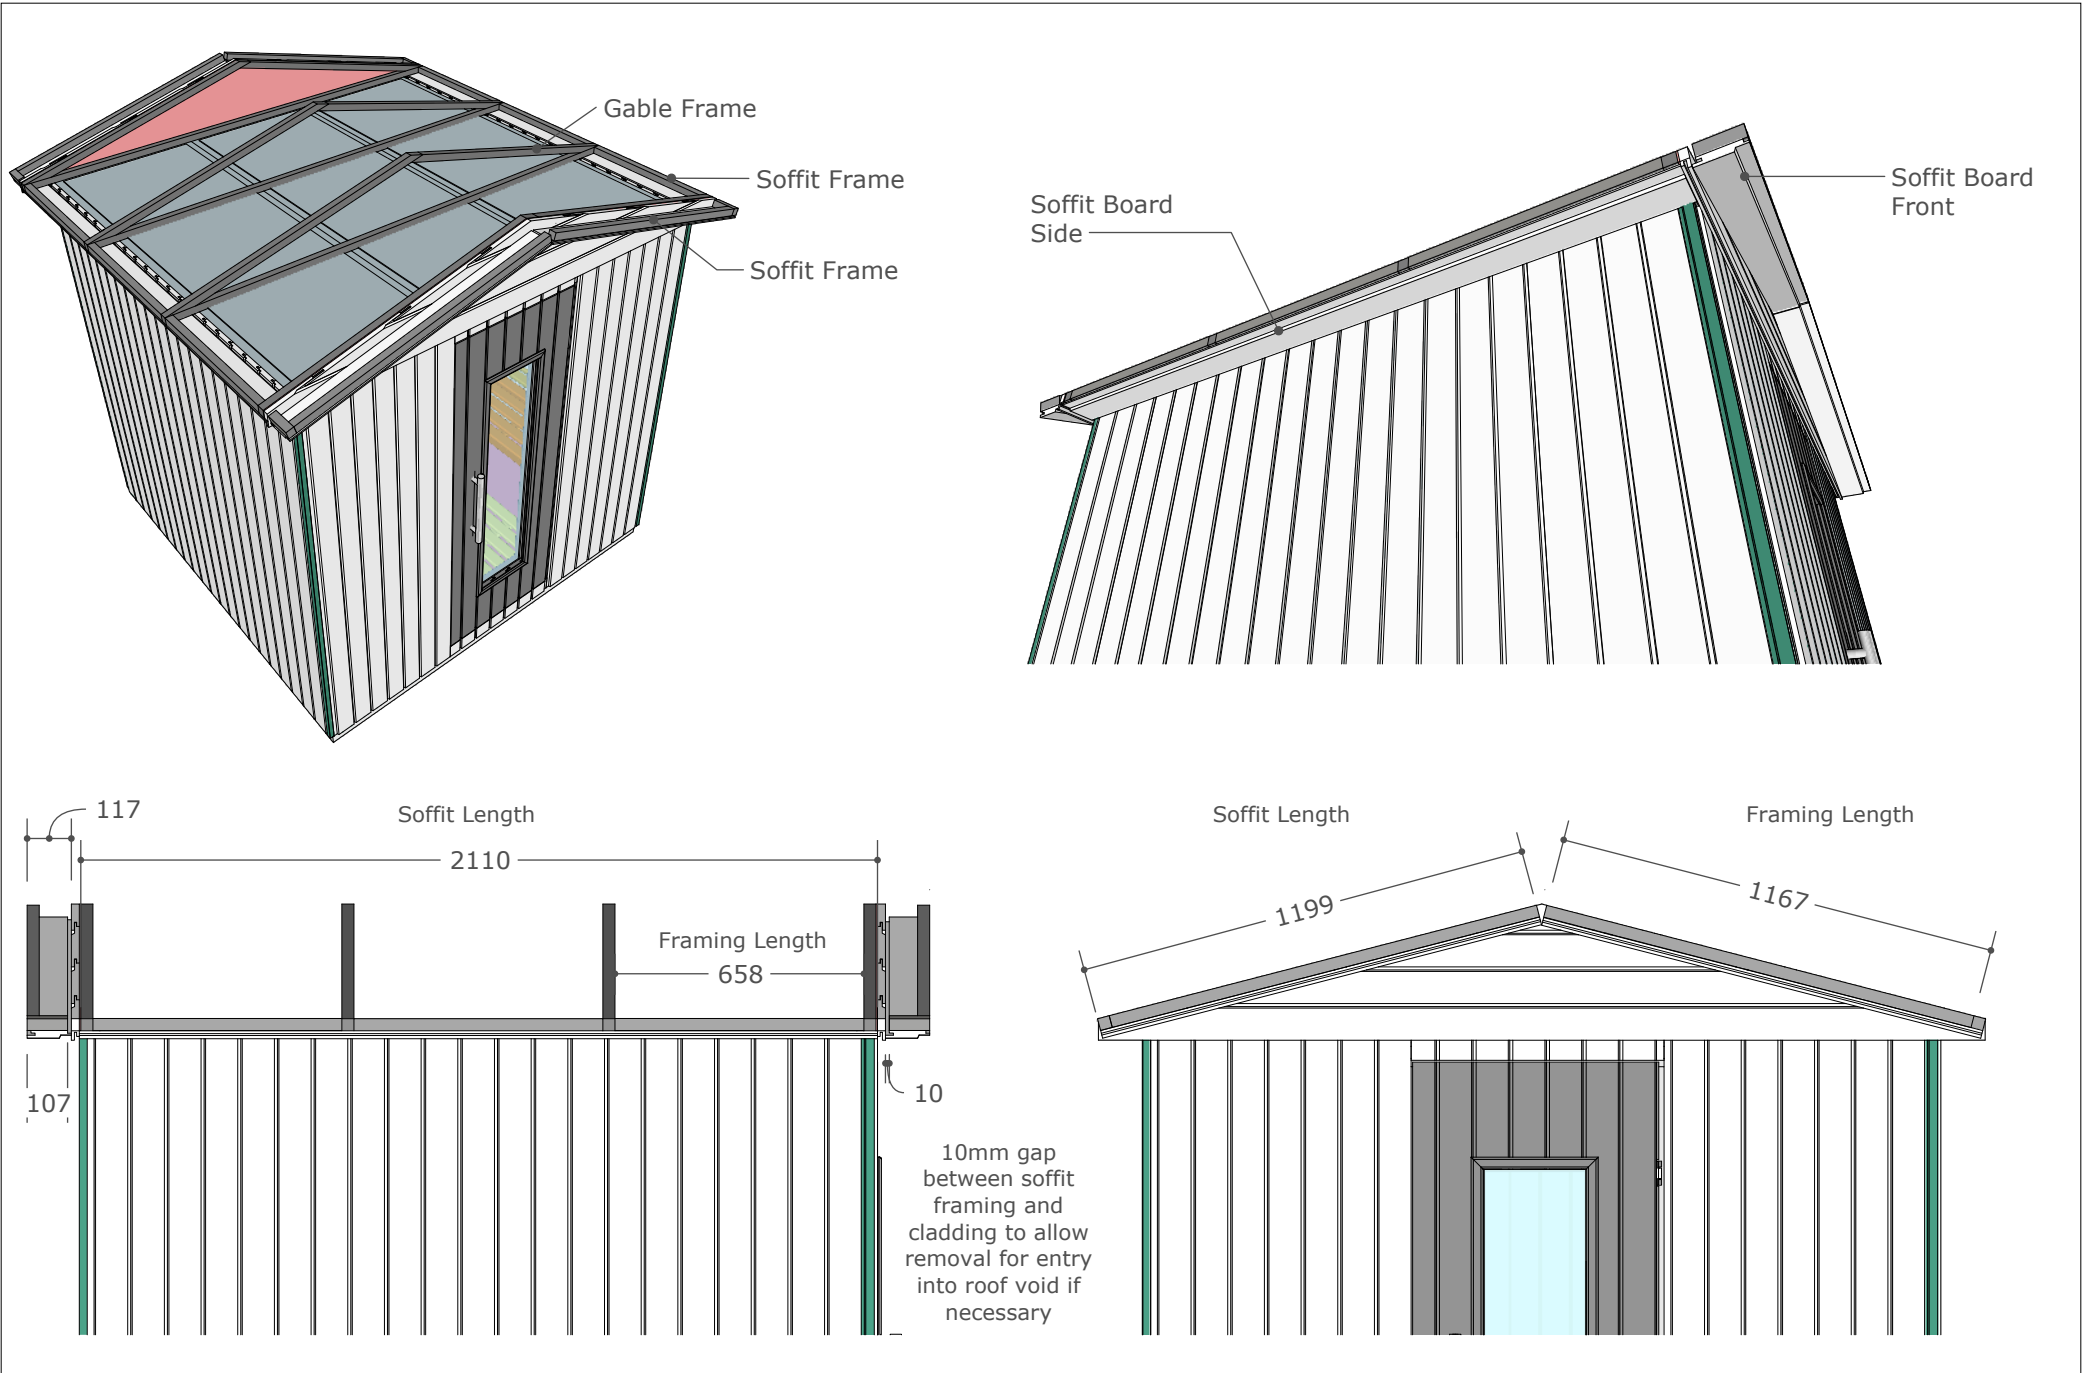 Gable Frame
Soffit Frame
Soffit Frame
Soffit Board
Side
Soffit Board
Front
117
Soffit Length
2110
Framing Length
658
107
10
10mm gap
between soffit
framing and
cladding to allow
removal for entry
into roof void if
necessary
Soffit Length
Framing Length
1199
1167